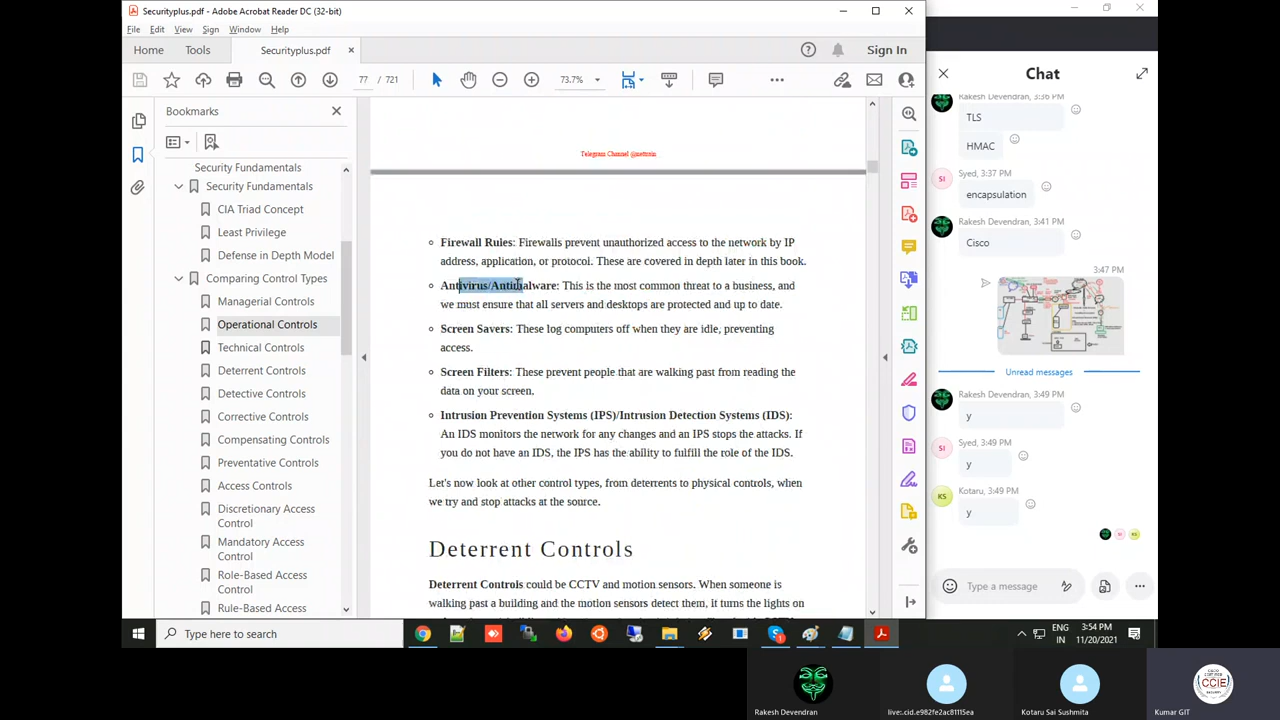 Securityplus.pdf - Adobe Acrobat Reader DC (32-bit)
File Edit View Sign Window Help
Home Tools Securityplus.pdf Sign In
77 / 721 73.7%
Bookmarks
Security Fundamentals
Security Fundamentals
CIA Triad Concept
Least Privilege
Defense in Depth Model
Comparing Control Types
Managerial Controls
Operational Controls
Technical Controls
Deterrent Controls
Detective Controls
Corrective Controls
Compensating Controls
Preventative Controls
Access Controls
Discretionary Access
Control
Mandatory Access
Control
Role-Based Access
Control
Rule-Based Access
Telegram Channel @nettrain
Firewall Rules: Firewalls prevent unauthorized access to the network by IP
address, application, or protocol. These are covered in depth later in this book.
Antivirus/Antimalware: This is the most common threat to a business, and
we must ensure that all servers and desktops are protected and up to date.
Screen Savers: These log computers off when they are idle, preventing
access.
Screen Filters: These prevent people that are walking past from reading the
data on your screen.
Intrusion Prevention Systems (IPS)/Intrusion Detection Systems (IDS):
An IDS monitors the network for any changes and an IPS stops the attacks. If
you do not have an IDS, the IPS has the ability to fulfill the role of the IDS.
Let's now look at other control types, from deterrents to physical controls, when
we try and stop attacks at the source.
Deterrent Controls
Deterrent Controls could be CCTV and motion sensors. When someone is
walking past a building and the motion sensors detect them, it turns the lights on
Chat
Rakesh Devendran, 3:36 PM
TLS
HMAC
Syed, 3:37 PM
SI
encapsulation
Rakesh Devendran, 3:41 PM
Cisco
3:47 PM
Unread messages
Rakesh Devendran, 3:49 PM
y
Syed, 3:49 PM
SI
y
Kotaru, 3:49 PM
KS
y
Type a message
Type here to search
ENG
IN
3:54 PM
11/20/2021
Rakesh Devendran
live:.cid.e982fe2ac81115ea
Kotaru Sai Sushmita
CCIE
Kumar GIT